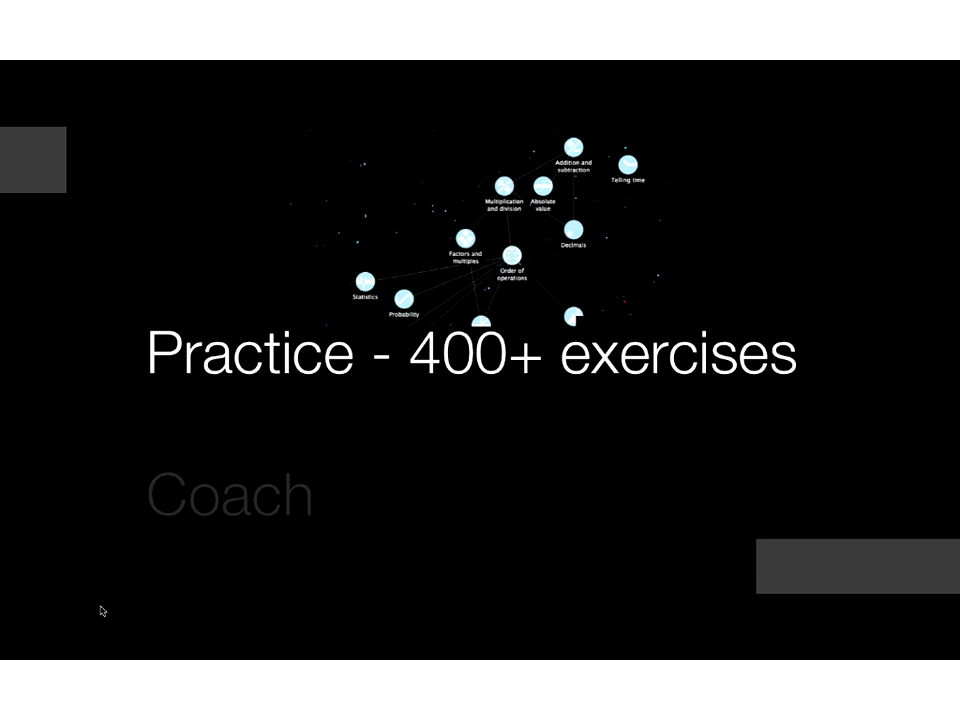 Addition and
subtraction
Telling time
Multiplication
and division
Absolute
value
Decimals
Factors and
multiples
Order of
operations
Statistics
Probability
Practice - 400+ exercises
Coach